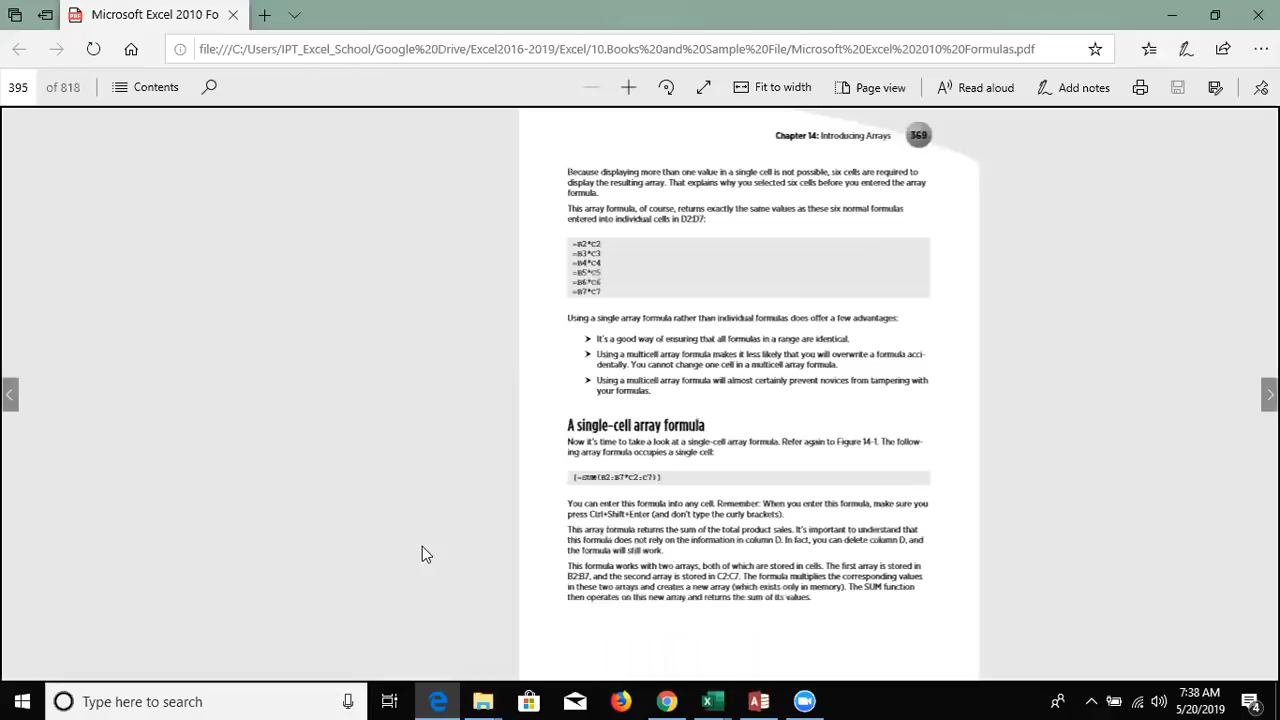 Microsoft Excel 2010 Fo
file:///C:/Users/IPT_Excel_School/Google%20Drive/Excel2016-2019/Excel/10.Books%20and%20Sample%20File/Microsoft%20Excel%202010%20Formulas.pdf
395 of 818 Contents Fit to width Page view Read aloud Add notes
Chapter 14: Introducing Arrays 369
Because displaying more than one value in a single cell is not possible, six cells are required to
display the resulting array. That explains why you selected six cells before you entered the array
formula.
This array formula, of course, returns exactly the same values as these six normal formulas
entered into individual cells in D2:D7:
=B2*C2
=B3*C3
=B4*C4
=B5*C5
=B6*C6
=B7*C7
Using a single array formula rather than individual formulas does offer a few advantages:
➤ It's a good way of ensuring that all formulas in a range are identical.
➤ Using a multicell array formula makes it less likely that you will overwrite a formula acci-
dentally. You cannot change one cell in a multicell array formula.
➤ Using a multicell array formula will almost certainly prevent novices from tampering with
your formulas.
A single-cell array formula
Now it's time to take a look at a single-cell array formula. Refer again to Figure 14-1. The follow-
ing array formula occupies a single cell:
{=SUM(B2:B7*C2:C7)}
You can enter this formula into any cell. Remember: When you enter this formula, make sure you
press Ctrl+Shift+Enter (and don't type the curly brackets).
This array formula returns the sum of the total product sales. It's important to understand that
this formula does not rely on the information in column D. In fact, you can delete column D, and
the formula will still work.
This formula works with two arrays, both of which are stored in cells. The first array is stored in
B2:B7, and the second array is stored in C2:C7. The formula multiplies the corresponding values
in these two arrays and creates a new array (which exists only in memory). The SUM function
then operates on this new array and returns the sum of its values.
Type here to search
7:38 AM
5/20/2019
4